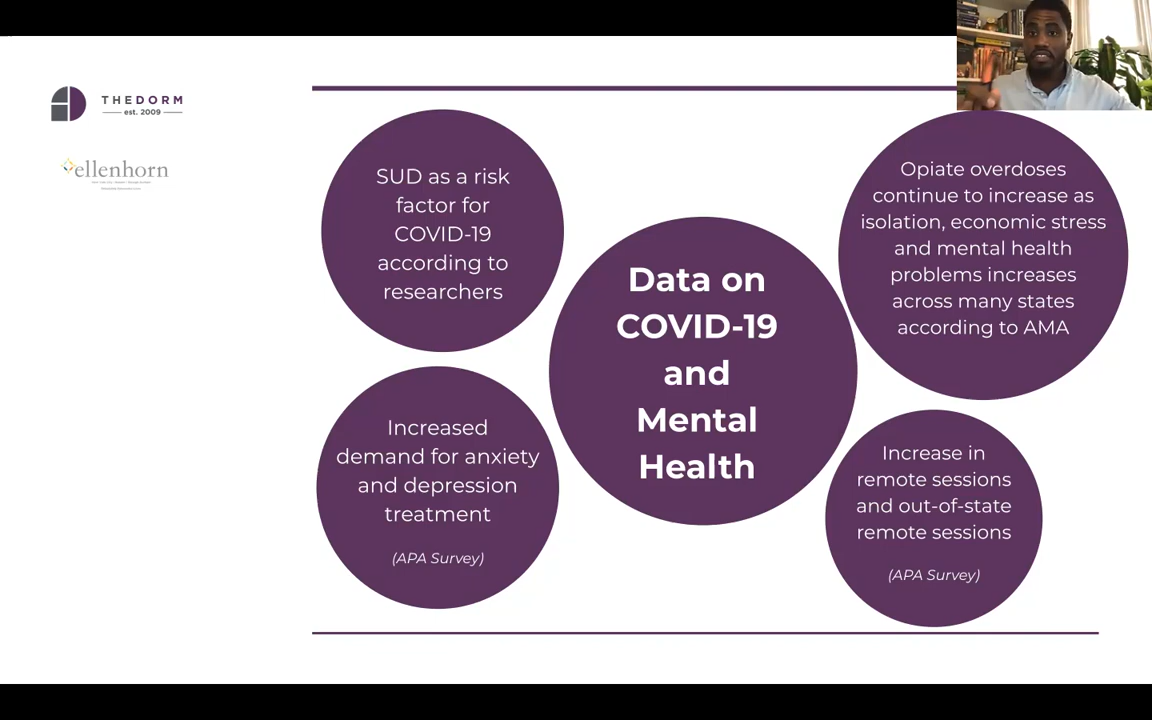 THEDORM
est. 2009
ellenhorn
SUD as a risk
factor for
COVID-19
according to
researchers
Increased
demand for anxiety
and depression
treatment
(APA Survey)
Data on
COVID-19
and
Mental
Health
Opiate overdoses
continue to increase as
isolation, economic stress
and mental health
problems increases
across many states
according to AMA
Increase in
remote sessions
and out-of-state
remote sessions
(APA Survey)